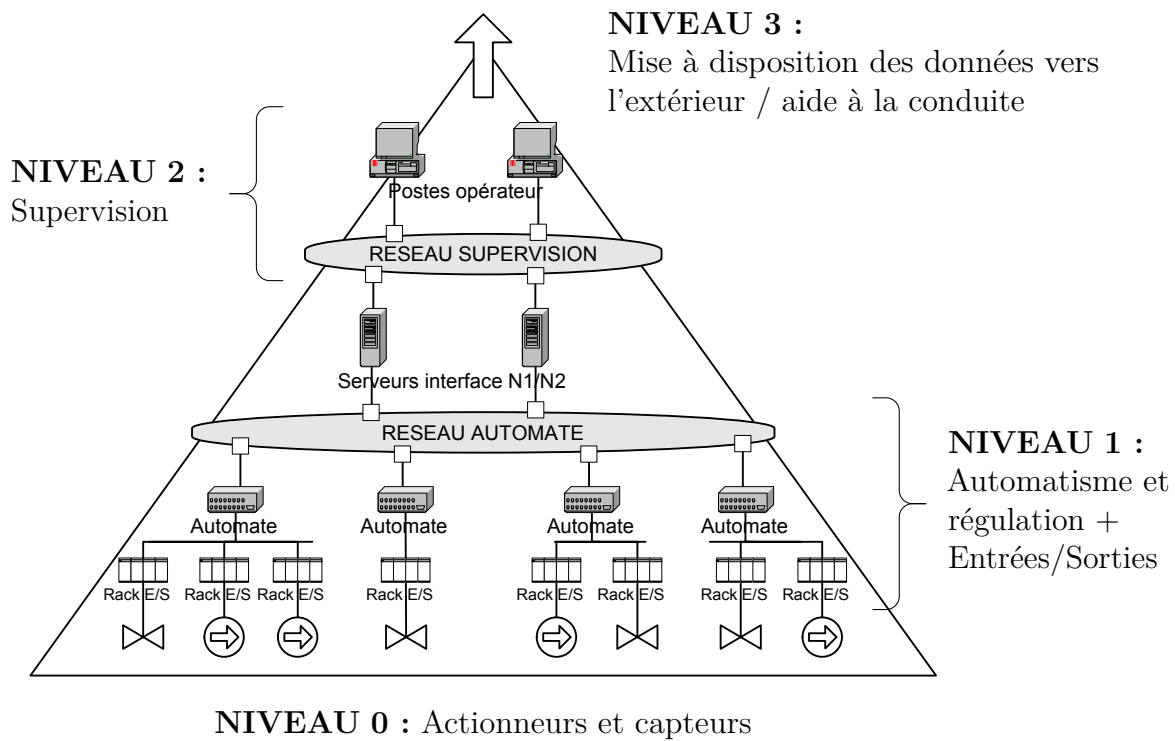 NIVEAU 3 :
Mise à disposition des données vers
l'extérieur / aide à la conduite
NIVEAU 2 :
Supervision
Postes opérateur
RESEAU SUPERVISION
Serveurs interface N1/N2
RESEAU AUTOMATE
NIVEAU 1 :
Automatisme et
régulation +
Entrées/Sorties
Automate Automate Automate Automate
Rack E/S Rack E/S Rack E/S Rack E/S Rack E/S Rack E/S Rack E/S Rack E/S
NIVEAU 0 : Actionneurs et capteurs